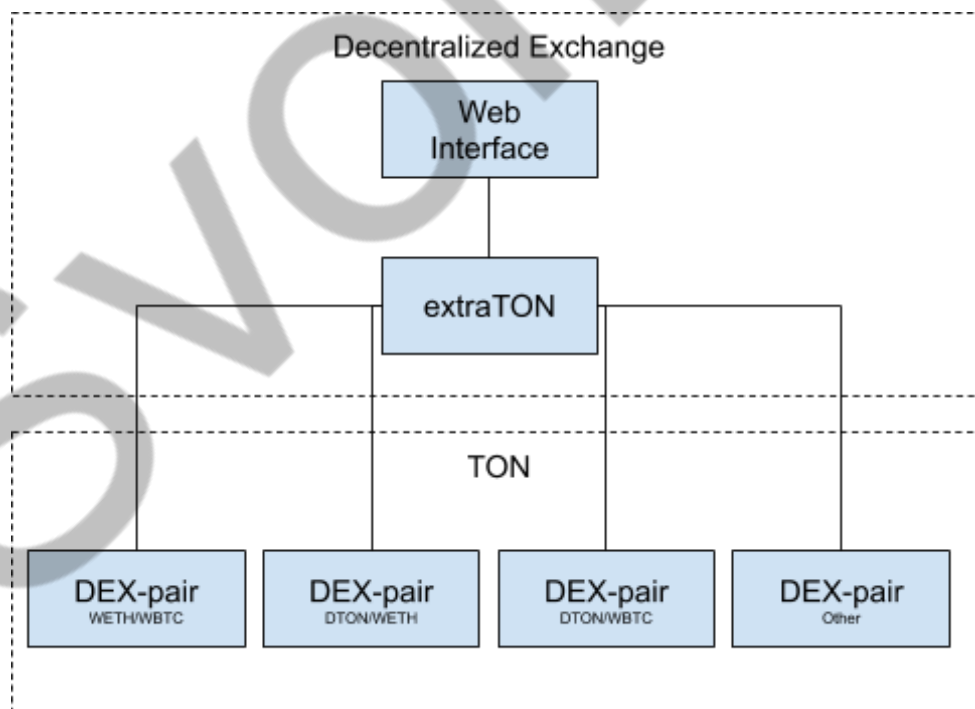 Decentralized Exchange
Web
Interface
extraTON
TON
DEX-pair
WETH/WBTC
DEX-pair
DTON/WETH
DEX-pair
DTON/WBTC
DEX-pair
Other